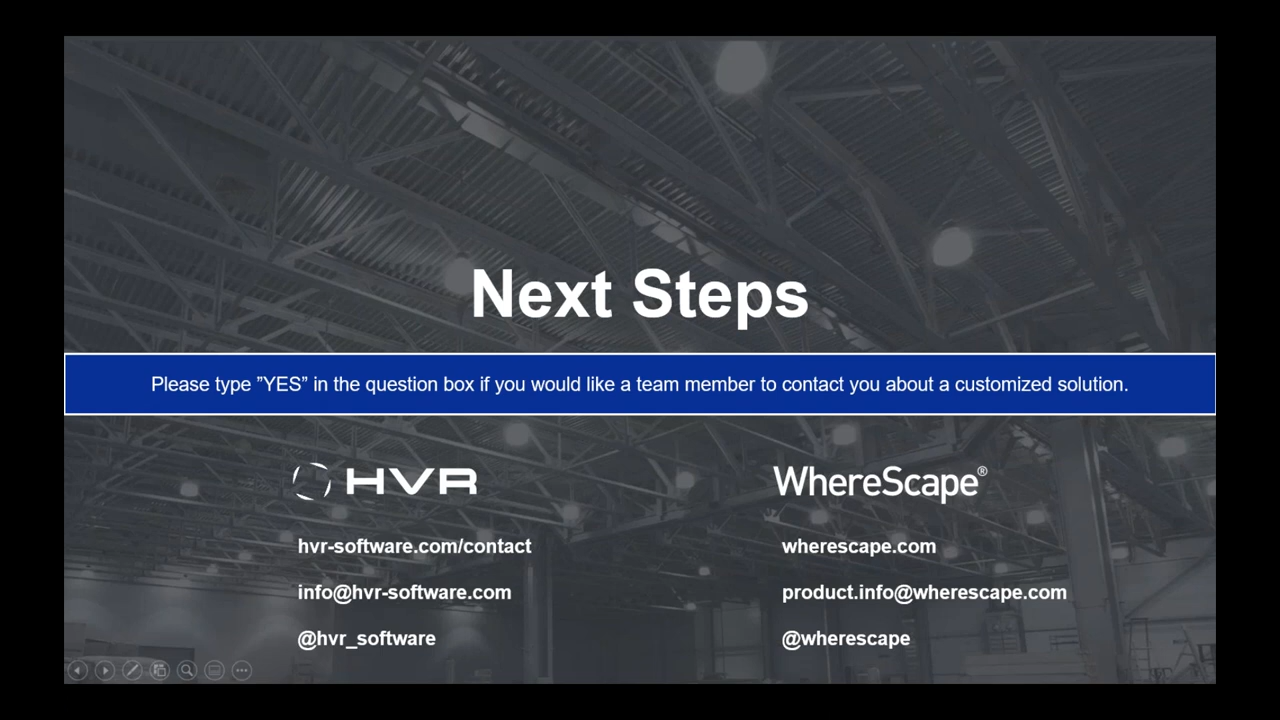 Next Steps
Please type ”YES” in the question box if you would like a team member to contact you about a customized solution.
HVR
hvr-software.com/contact
info@hvr-software.com
@hvr_software
WhereScape®
wherescape.com
product.info@wherescape.com
@wherescape